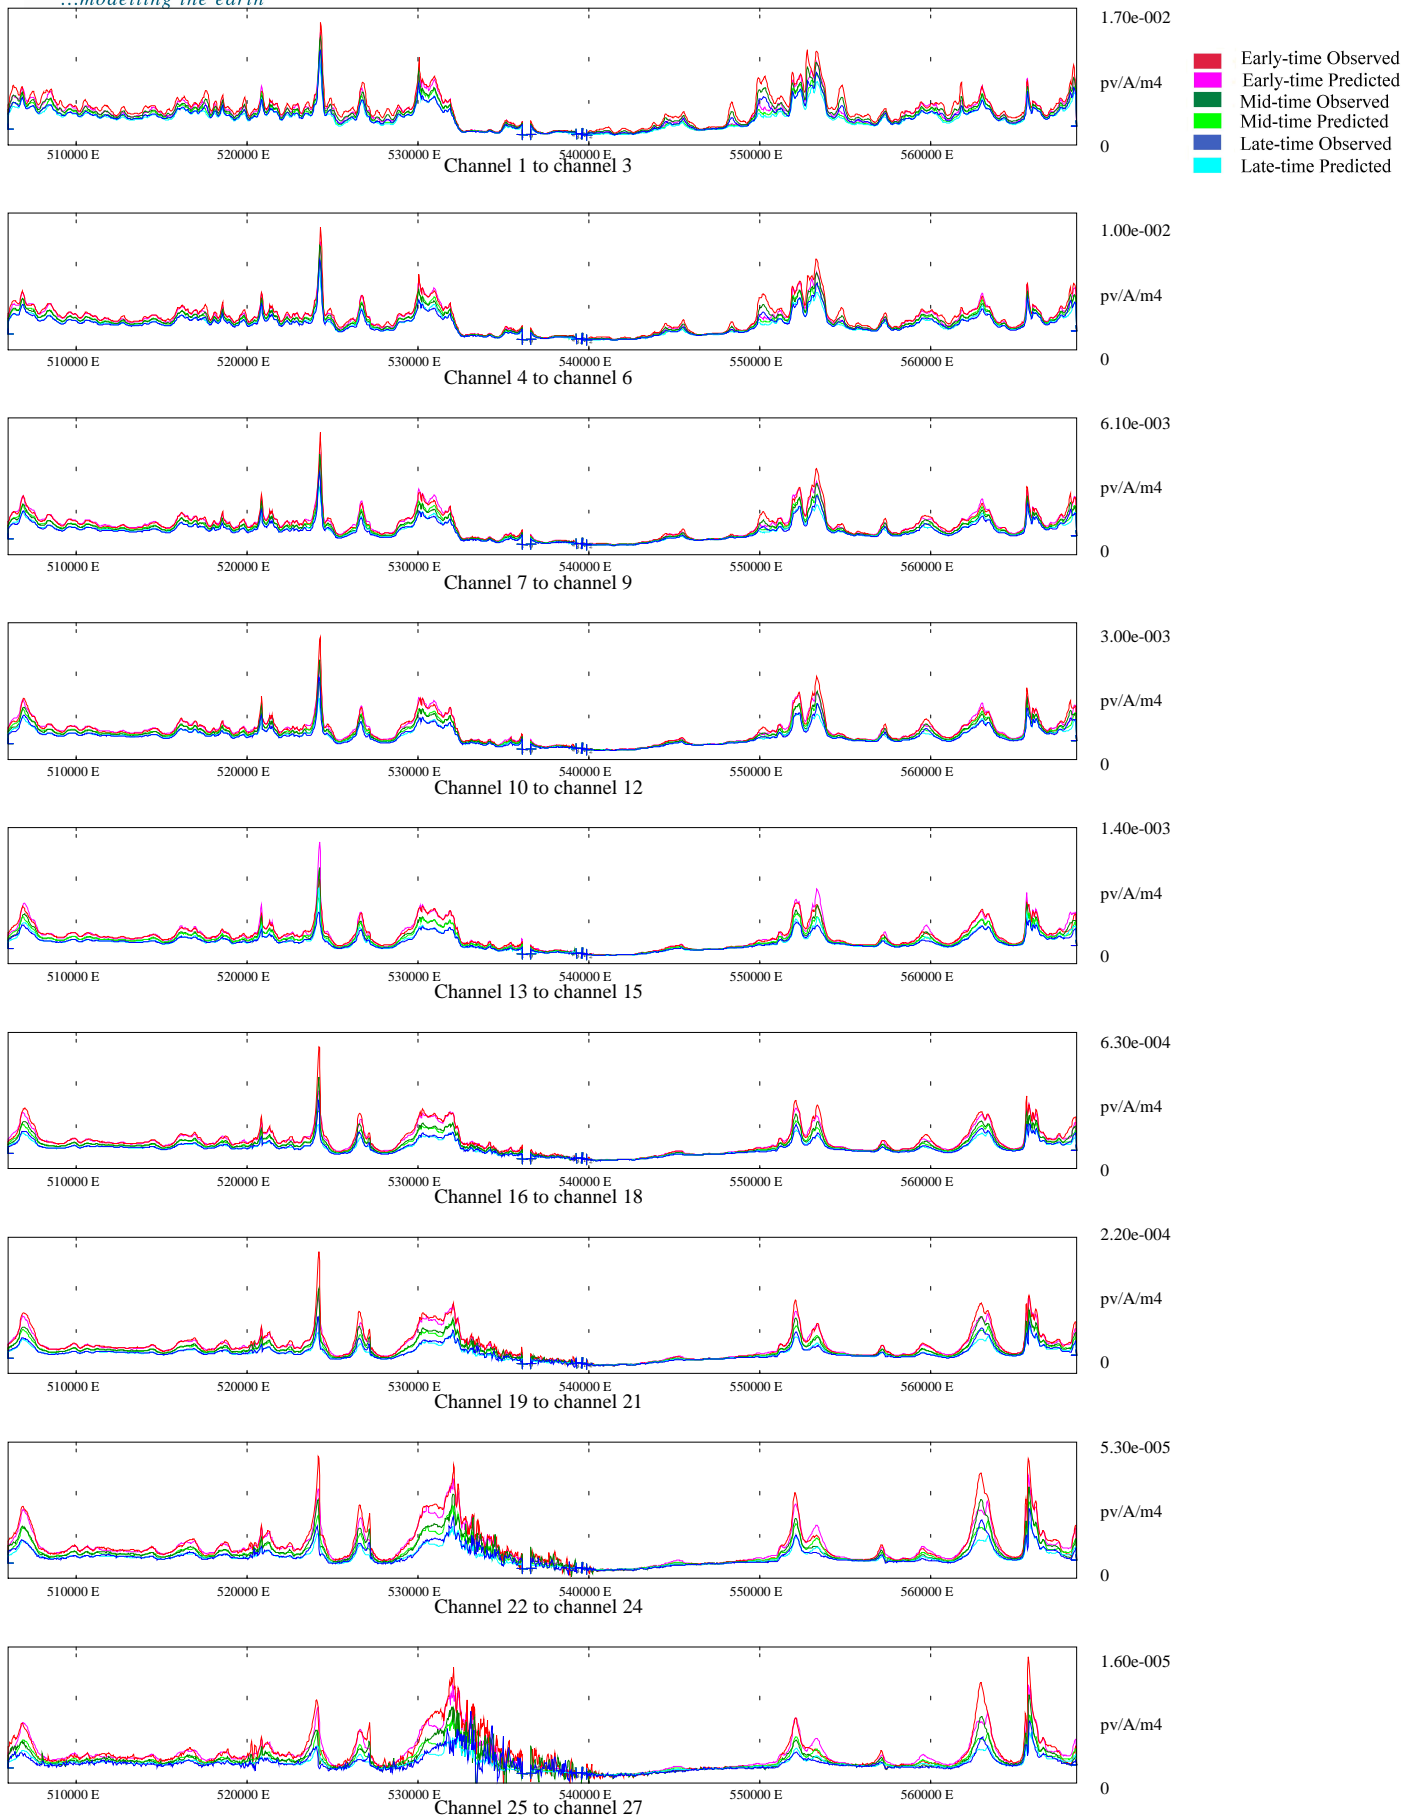 ...modelling the earth
1.70e-002
pv/A/m4
0
510000 E 520000 E 530000 E 540000 E 550000 E 560000 E
Channel 1 to channel 3
Early-time Observed
Early-time Predicted
Mid-time Observed
Mid-time Predicted
Late-time Observed
Late-time Predicted
1.00e-002
pv/A/m4
0
510000 E 520000 E 530000 E 540000 E 550000 E 560000 E
Channel 4 to channel 6
6.10e-003
pv/A/m4
0
510000 E 520000 E 530000 E 540000 E 550000 E 560000 E
Channel 7 to channel 9
3.00e-003
pv/A/m4
0
510000 E 520000 E 530000 E 540000 E 550000 E 560000 E
Channel 10 to channel 12
1.40e-003
pv/A/m4
0
510000 E 520000 E 530000 E 540000 E 550000 E 560000 E
Channel 13 to channel 15
6.30e-004
pv/A/m4
0
510000 E 520000 E 530000 E 540000 E 550000 E 560000 E
Channel 16 to channel 18
2.20e-004
pv/A/m4
0
510000 E 520000 E 530000 E 540000 E 550000 E 560000 E
Channel 19 to channel 21
5.30e-005
pv/A/m4
0
510000 E 520000 E 530000 E 540000 E 550000 E 560000 E
Channel 22 to channel 24
1.60e-005
pv/A/m4
0
510000 E 520000 E 530000 E 540000 E 550000 E 560000 E
Channel 25 to channel 27